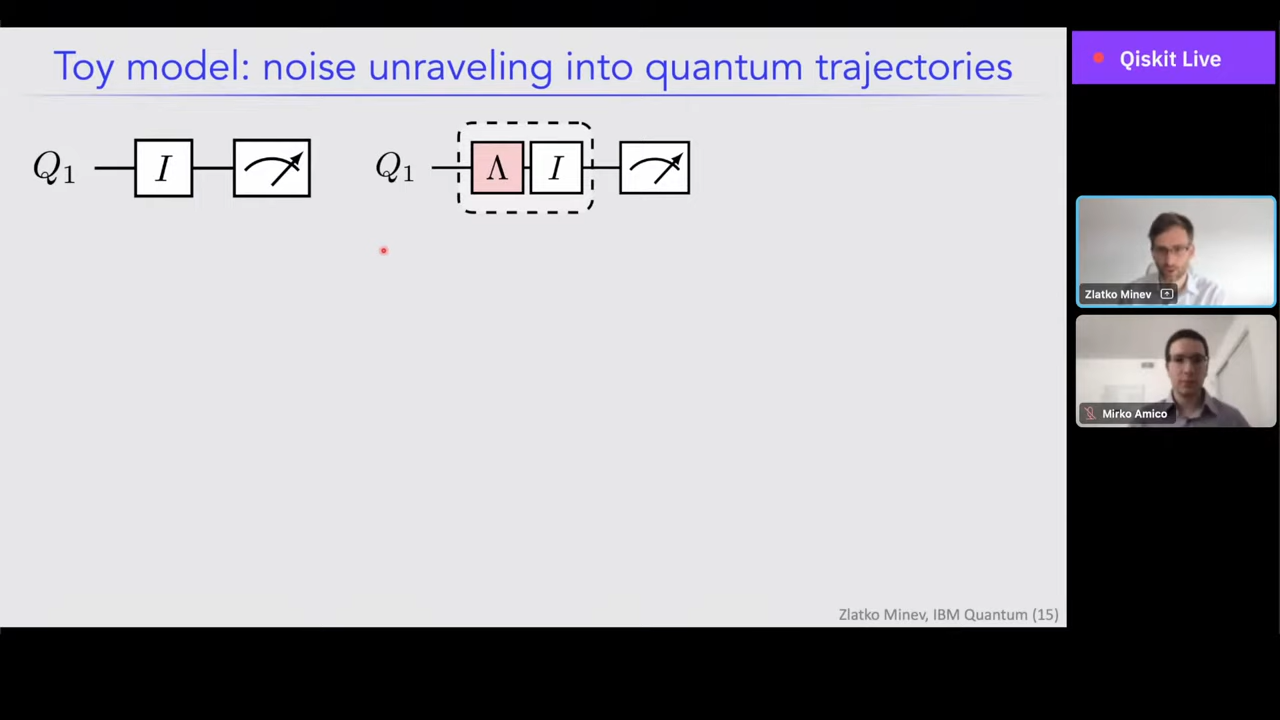 Toy model: noise unraveling into quantum trajectories
Q₁ I
Q₁ Λ I
Zlatko Minev, IBM Quantum (15)
Qiskit Live
Zlatko Minev
Mirko Amico